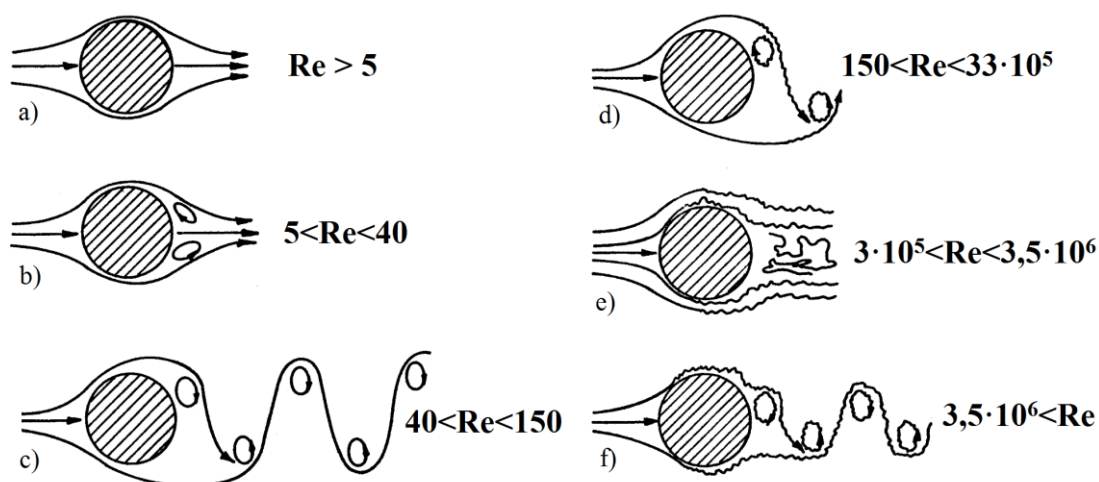 a)
Re > 5
b)
5<Re<40
c)
40<Re<150
d)
150<Re<33·10⁵
e)
3·10⁵<Re<3,5·10⁶
f)
3,5·10⁶<Re